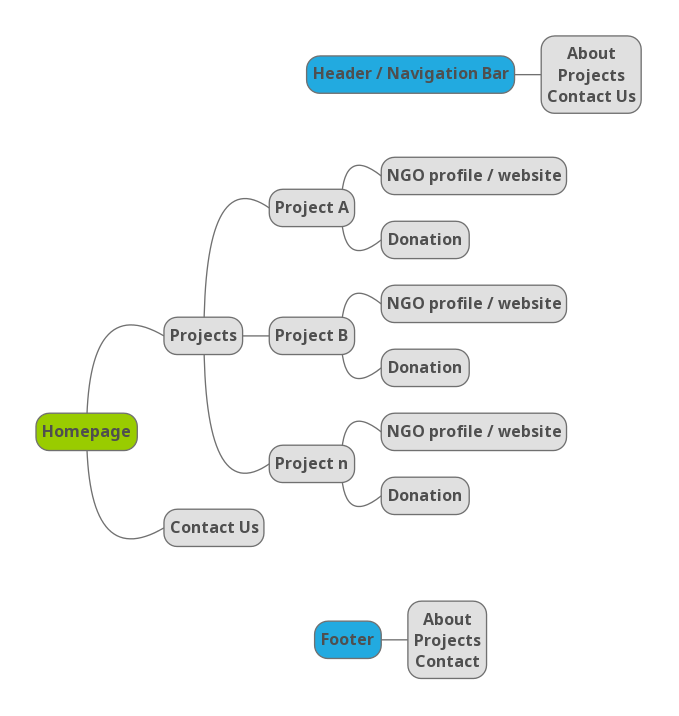 Header / Navigation Bar
About
Projects
Contact Us
NGO profile / website
Project A
Donation
NGO profile / website
Projects
Project B
Donation
Homepage
NGO profile / website
Project n
Donation
Contact Us
Footer
About
Projects
Contact